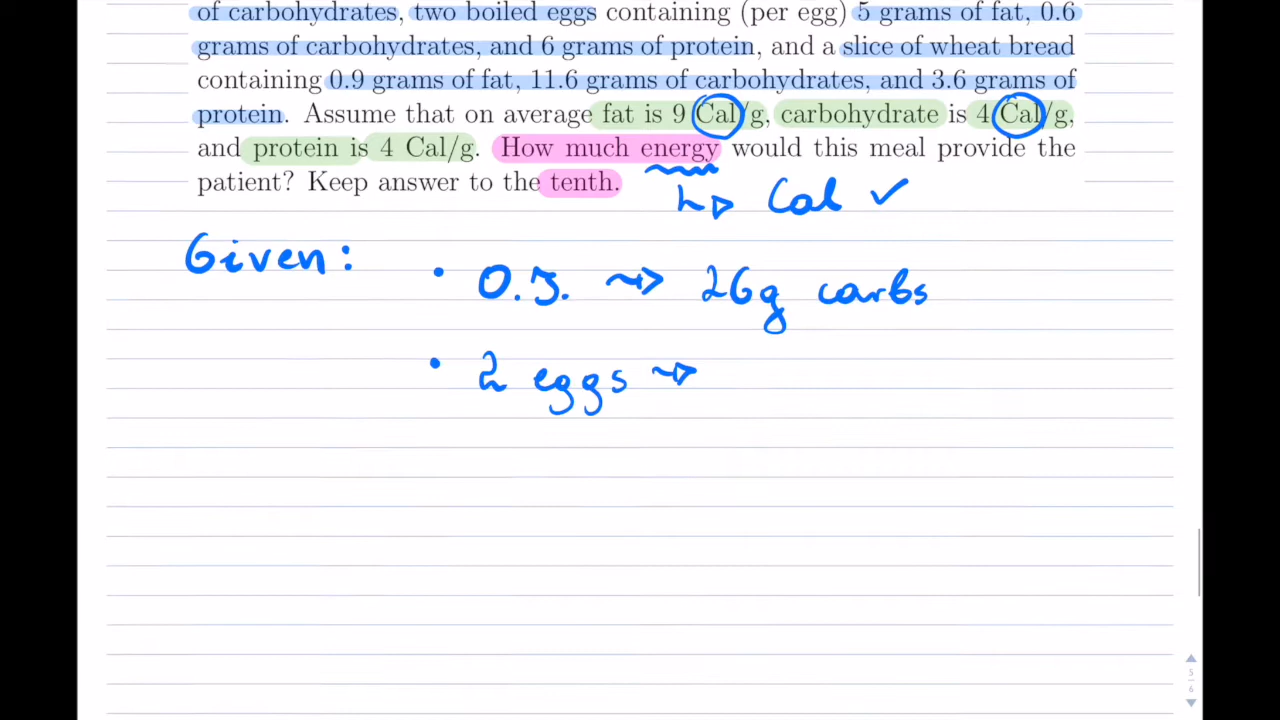 of carbohydrates, two boiled eggs containing (per egg) 5 grams of fat, 0.6
grams of carbohydrates, and 6 grams of protein, and a slice of wheat bread
containing 0.9 grams of fat, 11.6 grams of carbohydrates, and 3.6 grams of
protein. Assume that on average fat is 9 Cal/g, carbohydrate is 4 Cal/g,
and protein is 4 Cal/g. How much energy would this meal provide the
patient? Keep answer to the tenth.
↳ Cal ✓
Given:
• O.J. ⇝ 26g carbs
• 2 eggs ⇝
5
6